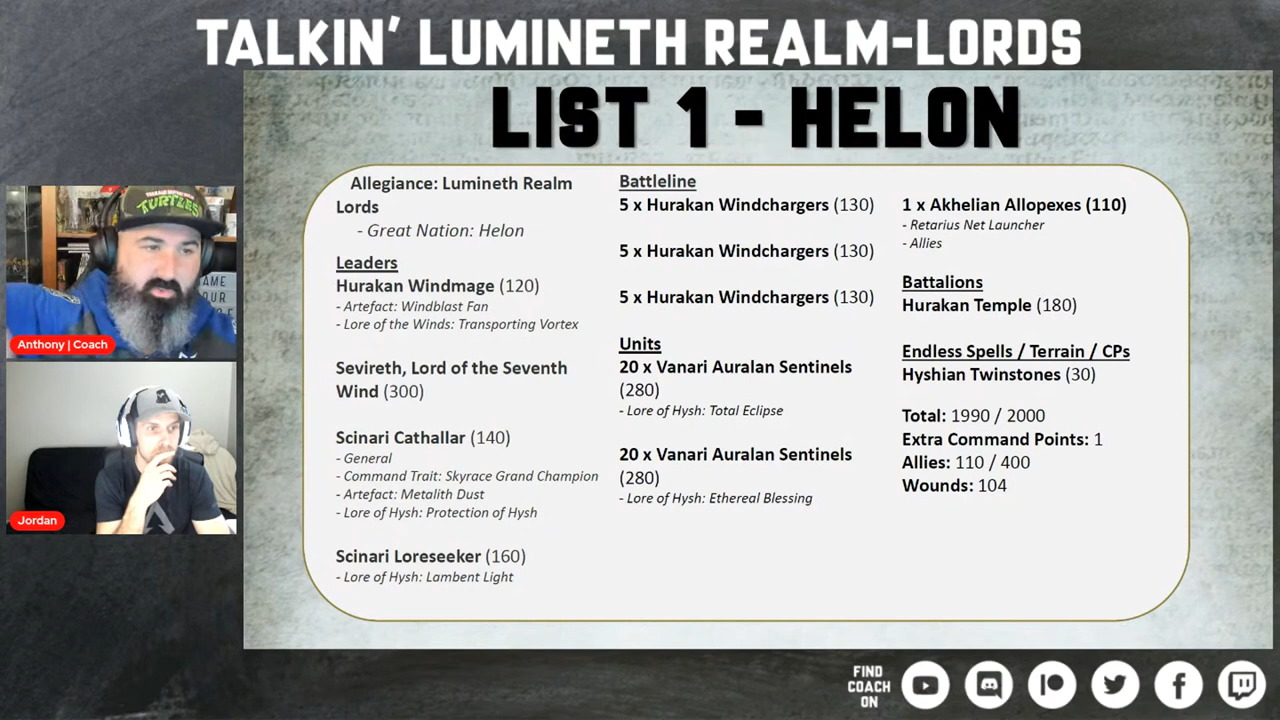 TALKIN' LUMINETH REALM-LORDS
LIST 1 - HELON
Allegiance: Lumineth Realm
Lords
- Great Nation: Helon
Leaders
Hurakan Windmage (120)
- Artefact: Windblast Fan
- Lore of the Winds: Transporting Vortex
Sevireth, Lord of the Seventh
Wind (300)
Scinari Cathallar (140)
- General
- Command Trait: Skyrace Grand Champion
- Artefact: Metalith Dust
- Lore of Hysh: Protection of Hysh
Scinari Loreseeker (160)
- Lore of Hysh: Lambent Light
Battleline
5 x Hurakan Windchargers (130)
5 x Hurakan Windchargers (130)
5 x Hurakan Windchargers (130)
Units
20 x Vanari Auralan Sentinels
(280)
- Lore of Hysh: Total Eclipse
20 x Vanari Auralan Sentinels
(280)
- Lore of Hysh: Ethereal Blessing
1 x Akhelian Allopexes (110)
- Retarius Net Launcher
- Allies
Battalions
Hurakan Temple (180)
Endless Spells / Terrain / CPs
Hyshian Twinstones (30)
Total: 1990 / 2000
Extra Command Points: 1
Allies: 110 / 400
Wounds: 104
TURTLES
Anthony | Coach
Jordan
FIND
COACH
ON